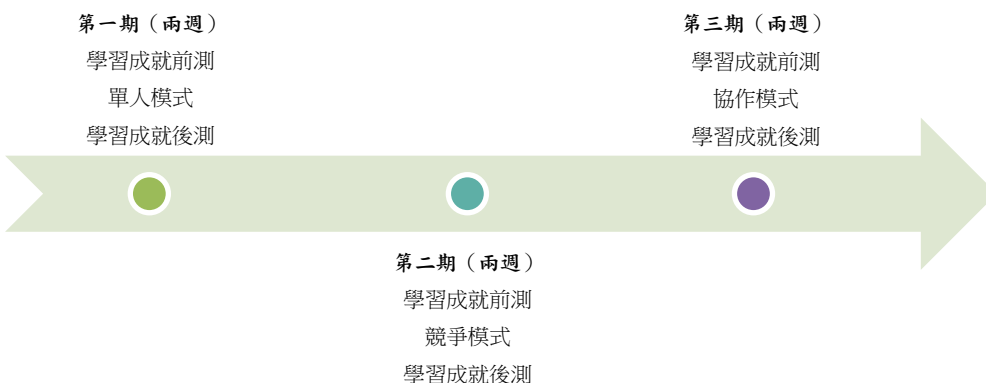 第一期（兩週）
學習成就前測
單人模式
學習成就後測
第二期（兩週）
學習成就前測
競爭模式
學習成就後測
第三期（兩週）
學習成就前測
協作模式
學習成就後測